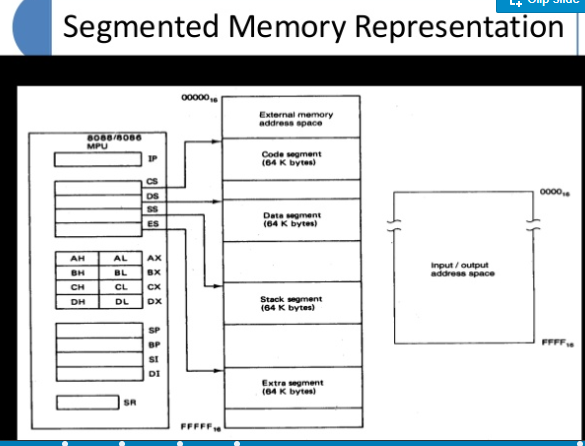 Clip Slide
Segmented Memory Representation
00000₁₆
External memory
address space
8088/8086
MPU
IP
Code segment
(64 K bytes)
CS
DS
SS
ES
0000₁₆
Data segment
(64 K bytes)
AH AL AX
BH BL BX
CH CL CX
DH DL DX
Input / output
address space
Stack segment
(64 K bytes)
SP
BP
SI
DI
FFFF₁₆
Extra segment
(64 K bytes)
SR
FFFFF₁₆